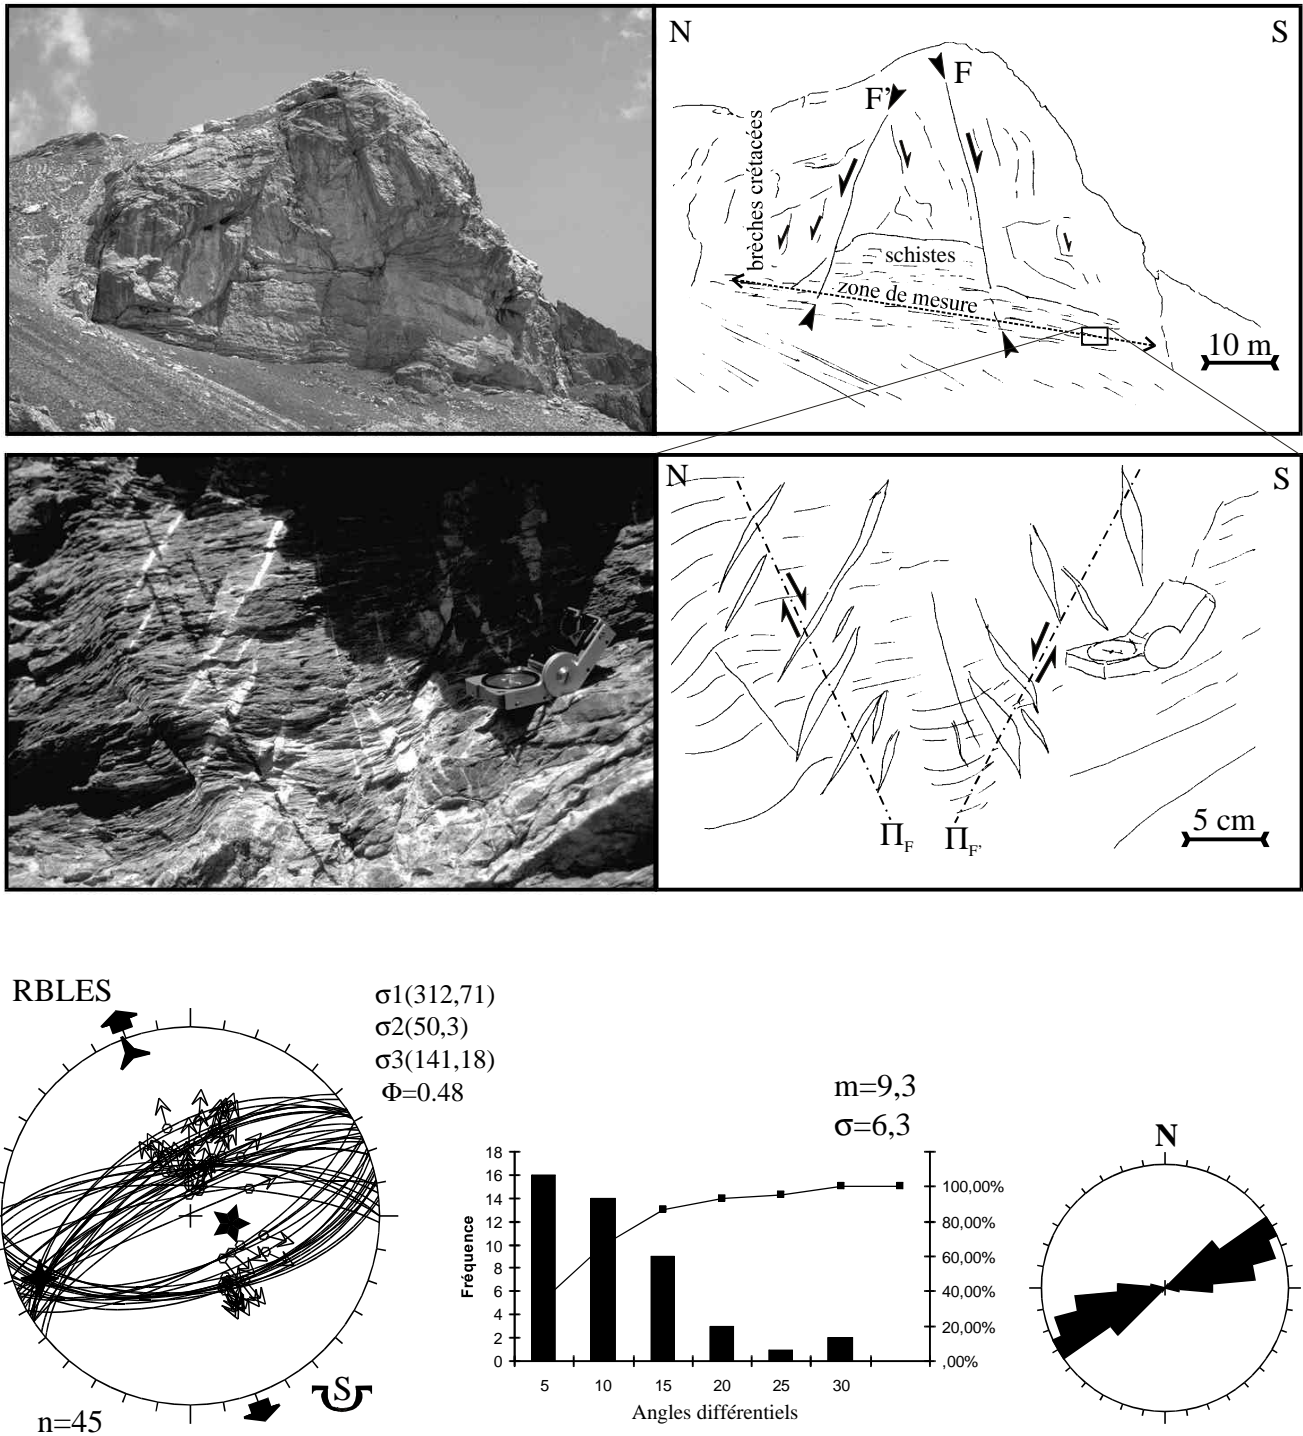 N S
F
F'
brèches crétacées
schistes
zone de mesure
10 m
N S
ΠF ΠF'
5 cm
RBLES
σ1(312,71)
σ2(50,3)
σ3(141,18)
Φ=0.48
n=45
S
m=9,3
σ=6,3
Fréquence
18
16
14
12
10
8
6
4
2
0
100,00%
80,00%
60,00%
40,00%
20,00%
,00%
5 10 15 20 25 30
Angles différentiels
N